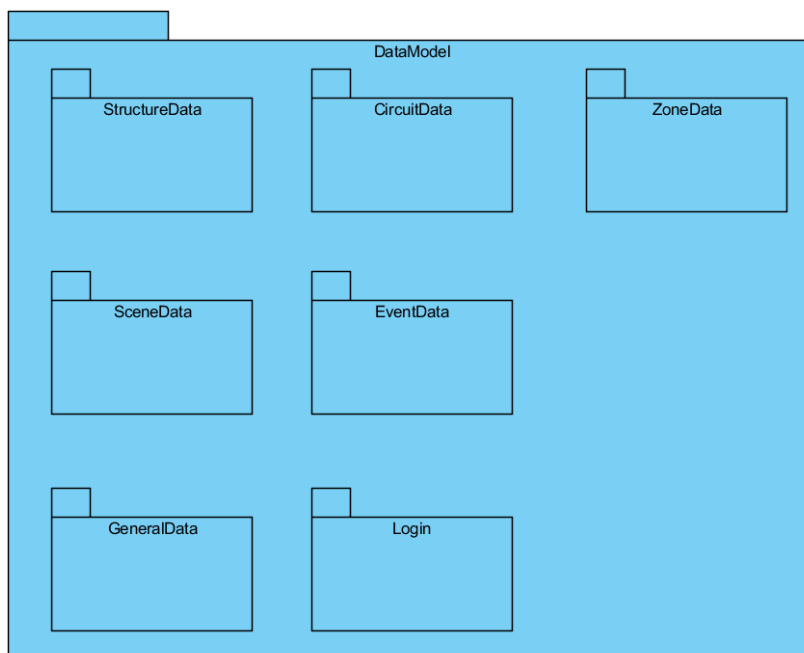 DataModel
StructureData
CircuitData
ZoneData
SceneData
EventData
GeneralData
Login